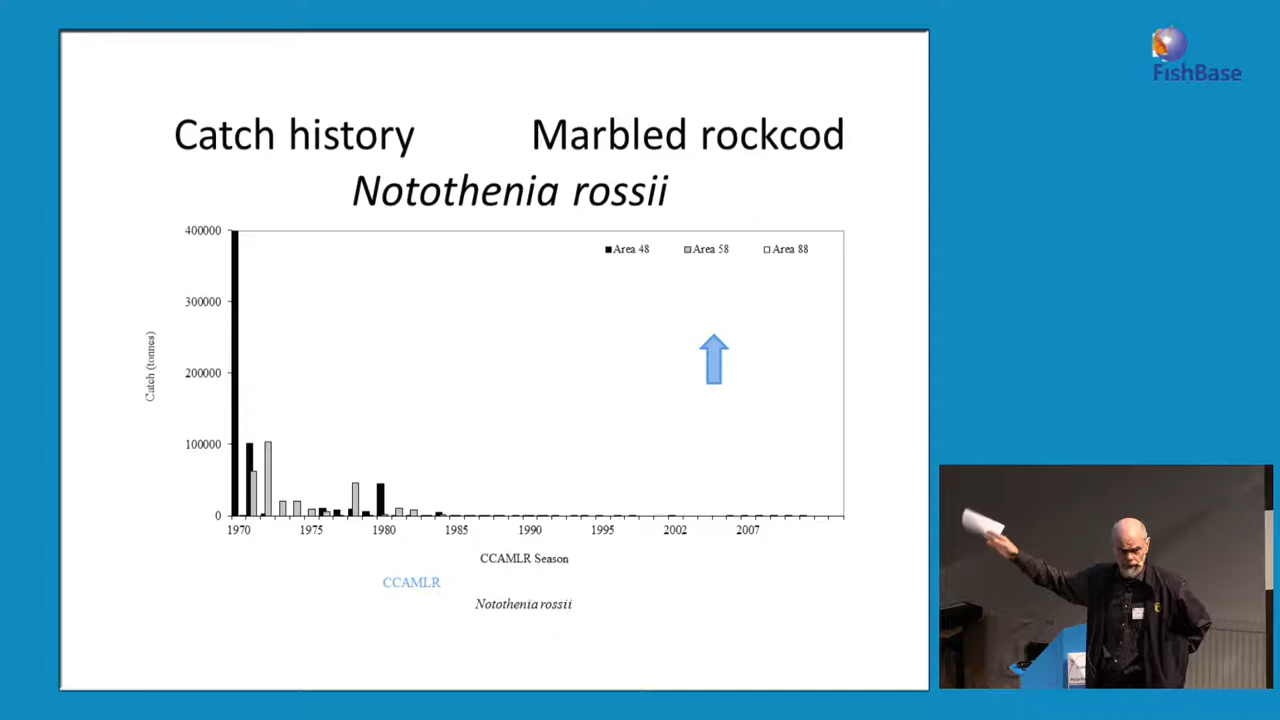 FishBase
Catch history Marbled rockcod
Notothenia rossii
400000
300000
200000
100000
0
Catch (tonnes)
Area 48 Area 58 Area 88
1970 1975 1980 1985 1990 1995 2002 2007
CCAMLR Season
CCAMLR
Notothenia rossii